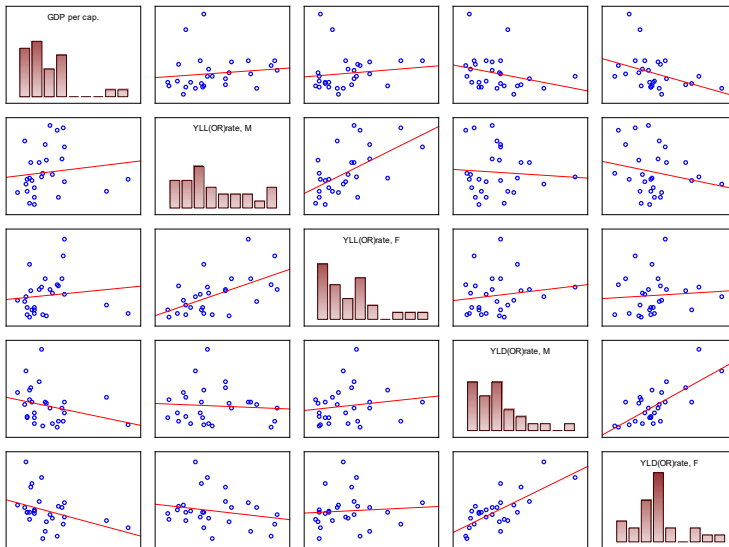 GDP per cap.
YLL(OR)rate, M
YLL(OR)rate, F
YLD(OR)rate, M
YLD(OR)rate, F